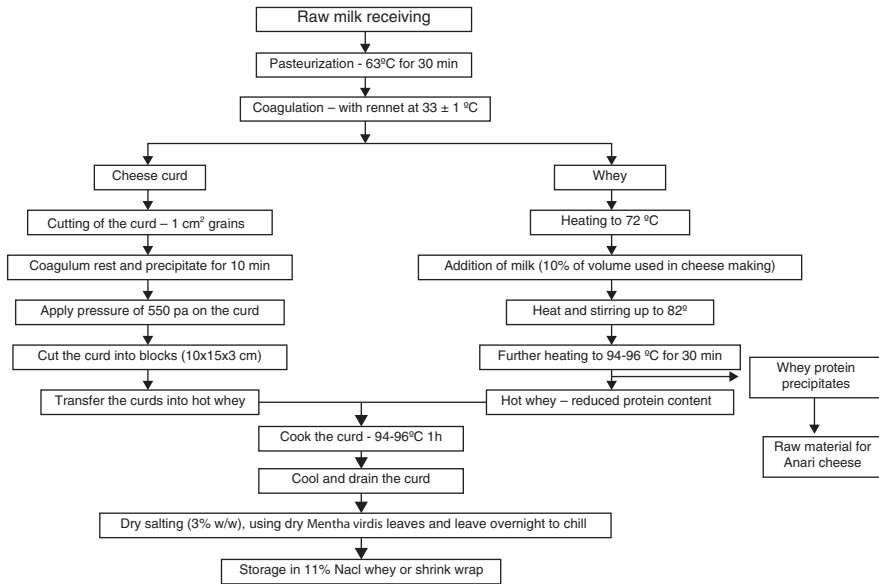 Raw milk receiving
Pasteurization - 63ºC for 30 min
Coagulation – with rennet at 33 ± 1 ºC
Cheese curd
Whey
Cutting of the curd – 1 cm² grains
Heating to 72 ºC
Coagulum rest and precipitate for 10 min
Addition of milk (10% of volume used in cheese making)
Apply pressure of 550 pa on the curd
Heat and stirring up to 82º
Cut the curd into blocks (10x15x3 cm)
Further heating to 94-96 ºC for 30 min
Whey protein
precipitates
Transfer the curds into hot whey
Hot whey – reduced protein content
Cook the curd - 94-96ºC 1h
Raw material for
Anari cheese
Cool and drain the curd
Dry salting (3% w/w), using dry Mentha virdis leaves and leave overnight to chill
Storage in 11% Nacl whey or shrink wrap